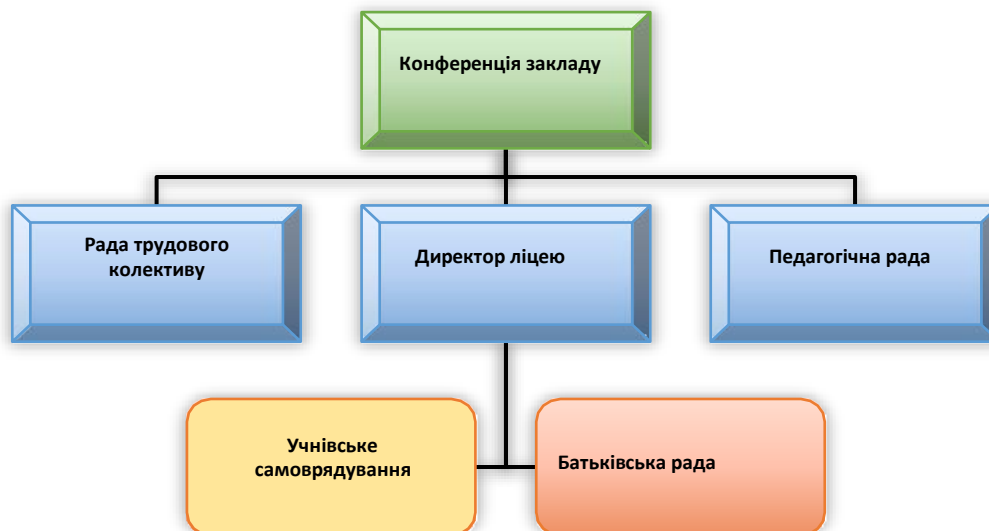 Конференція закладу
Рада трудового
колективу
Директор ліцею
Педагогічна рада
Учнівське
самоврядування
Батьківська рада